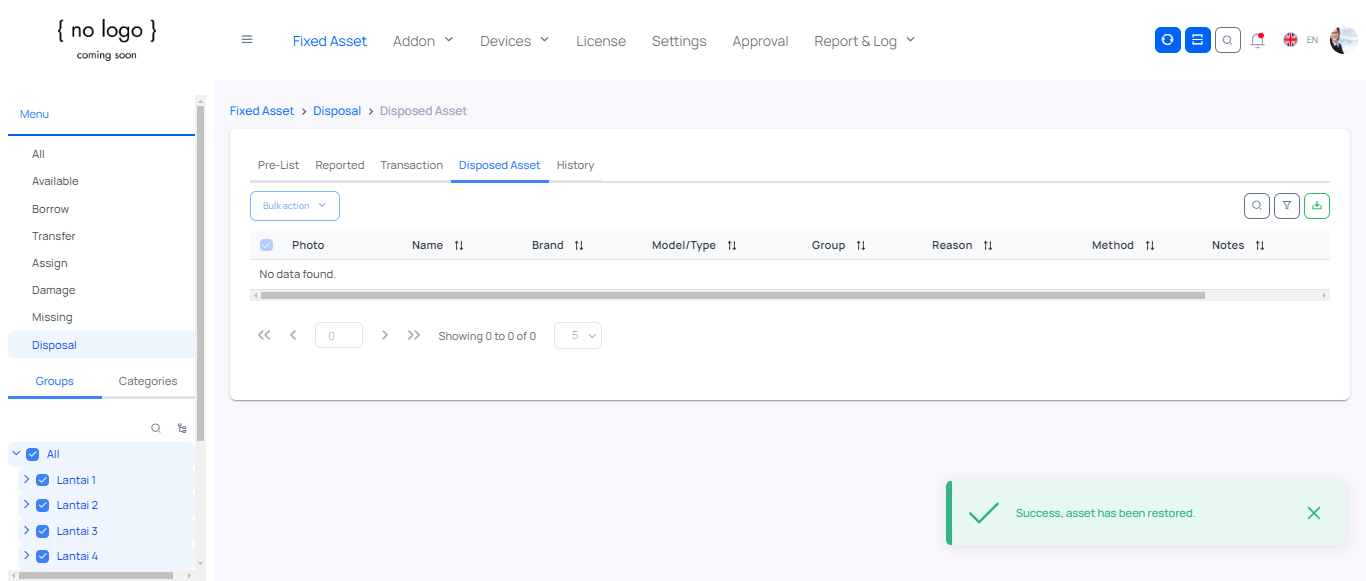 { no logo }
coming soon
Fixed Asset Addon Devices License Settings Approval Report & Log EN
Menu
All
Available
Borrow
Transfer
Assign
Damage
Missing
Disposal
Groups Categories
All
Lantai 1
Lantai 2
Lantai 3
Lantai 4
Fixed Asset > Disposal > Disposed Asset
Pre-List Reported Transaction Disposed Asset History
Bulk action
Photo Name Brand Model/Type Group Reason Method Notes
No data found.
0 Showing 0 to 0 of 0 5
Success, asset has been restored.